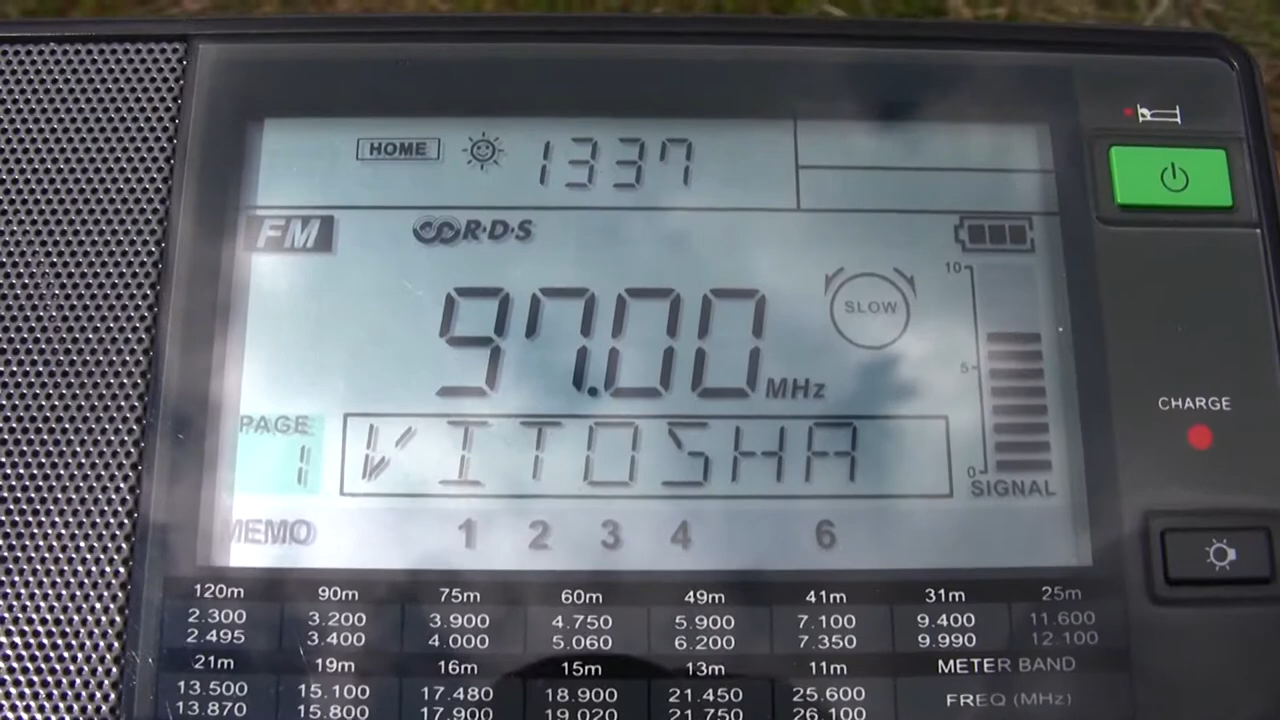 HOME 1337
FM R·D·S
97.00 MHz
SLOW
10
5
0
SIGNAL
CHARGE
PAGE
1
VITOSHA
MEMO 1 2 3 4 6
120m 90m 75m 60m 49m 41m 31m 25m
2.300 3.200 3.900 4.750 5.900 7.100 9.400 11.600
2.495 3.400 4.000 5.060 6.200 7.350 9.990 12.100
21m 19m 16m 15m 13m 11m METER BAND
13.500 15.100 17.480 18.900 21.450 25.600 FREQ (MHz)
13.870 15.800 17.900 19.020 21.750 26.100